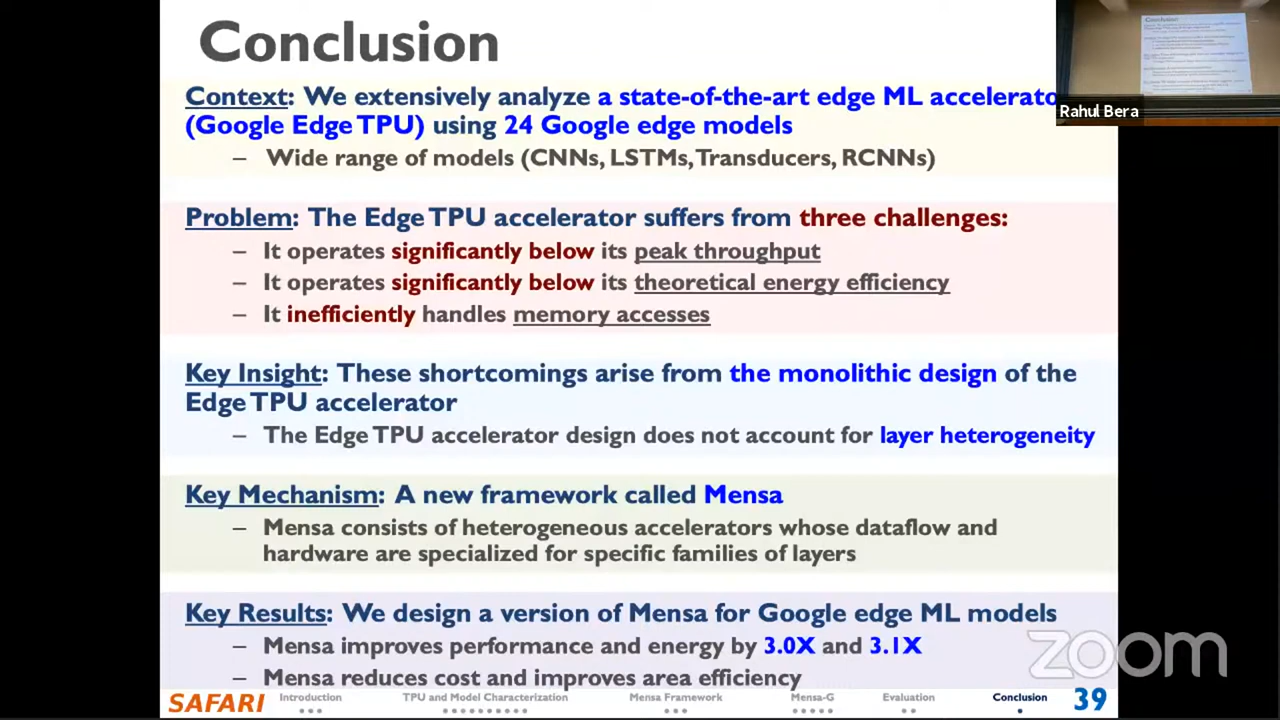 Conclusion
Context: We extensively analyze a state-of-the-art edge ML accelerato
(Google Edge TPU) using 24 Google edge models
– Wide range of models (CNNs, LSTMs, Transducers, RCNNs)
Problem: The Edge TPU accelerator suffers from three challenges:
– It operates significantly below its peak throughput
– It operates significantly below its theoretical energy efficiency
– It inefficiently handles memory accesses
Key Insight: These shortcomings arise from the monolithic design of the
Edge TPU accelerator
– The Edge TPU accelerator design does not account for layer heterogeneity
Key Mechanism: A new framework called Mensa
– Mensa consists of heterogeneous accelerators whose dataflow and
hardware are specialized for specific families of layers
Key Results: We design a version of Mensa for Google edge ML models
– Mensa improves performance and energy by 3.0X and 3.1X
– Mensa reduces cost and improves area efficiency
SAFARI Introduction TPU and Model Characterization Mensa Framework Mensa-G Evaluation Conclusion 39
Rahul Bera
zoom